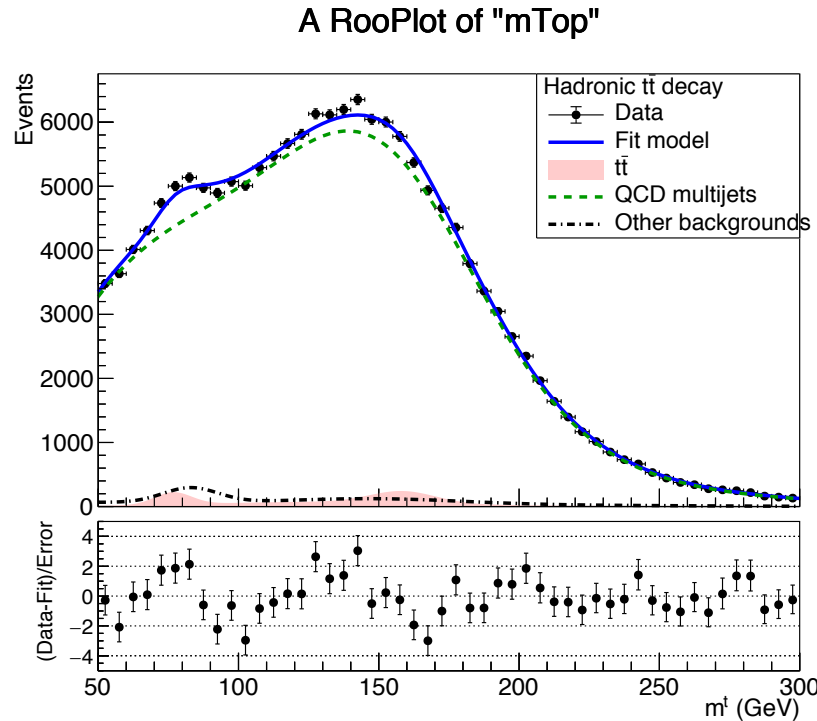 A RooPlot of "mTop"
Events
6000
5000
4000
3000
2000
1000
0
Hadronic tt̄ decay
Data
Fit model
tt̄
QCD multijets
Other backgrounds
(Data-Fit)/Error
4
2
0
−2
−4
50 100 150 200 250 300
mᵗ (GeV)